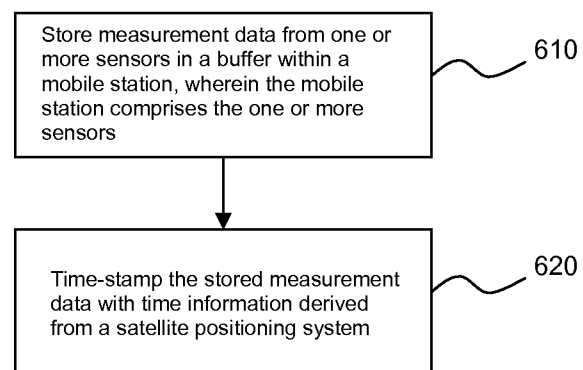 Store measurement data from one or
more sensors in a buffer within a
mobile station, wherein the mobile
station comprises the one or more
sensors
610
Time-stamp the stored measurement
data with time information derived
from a satellite positioning system
620